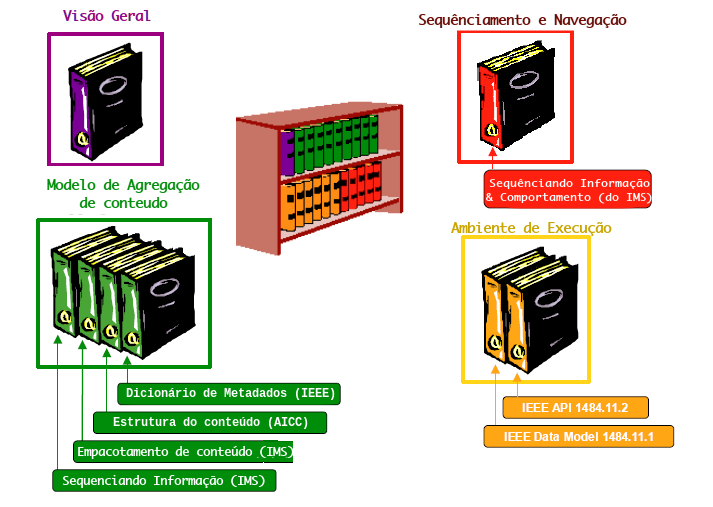 Visão Geral
Sequênciamento e Navegação
Sequênciando Informação
& Comportamento (do IMS)
Modelo de Agregação
de conteudo
Ambiente de Execução
Dicionário de Metadados (IEEE)
Estrutura do conteúdo (AICC)
Empacotamento de conteúdo (IMS)
Sequenciando Informação (IMS)
IEEE API 1484.11.2
IEEE Data Model 1484.11.1